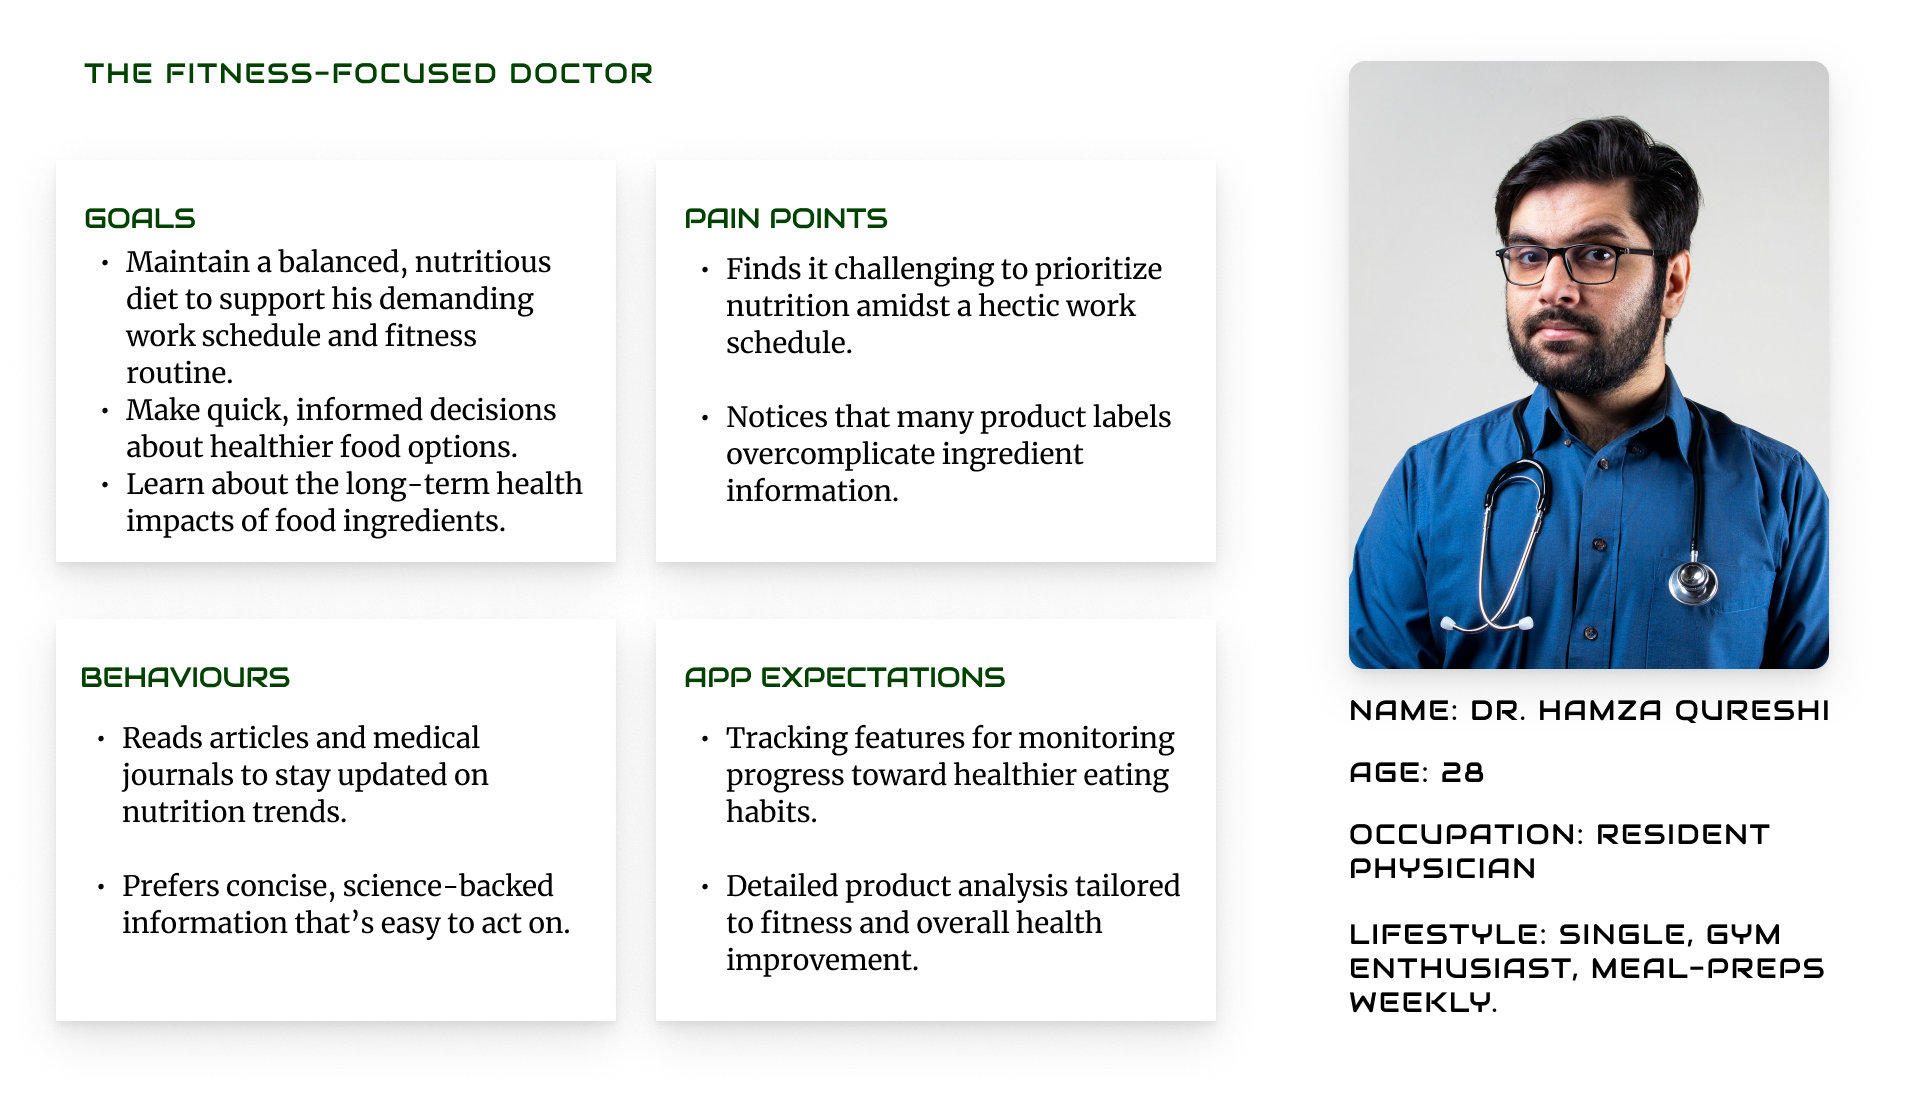 THE FITNESS-FOCUSED DOCTOR
GOALS
• Maintain a balanced, nutritious
diet to support his demanding
work schedule and fitness
routine.
• Make quick, informed decisions
about healthier food options.
• Learn about the long-term health
impacts of food ingredients.
PAIN POINTS
• Finds it challenging to prioritize
nutrition amidst a hectic work
schedule.
• Notices that many product labels
overcomplicate ingredient
information.
BEHAVIOURS
• Reads articles and medical
journals to stay updated on
nutrition trends.
• Prefers concise, science-backed
information that’s easy to act on.
APP EXPECTATIONS
• Tracking features for monitoring
progress toward healthier eating
habits.
• Detailed product analysis tailored
to fitness and overall health
improvement.
NAME: DR. HAMZA QURESHI
AGE: 28
OCCUPATION: RESIDENT
PHYSICIAN
LIFESTYLE: SINGLE, GYM
ENTHUSIAST, MEAL-PREPS
WEEKLY.